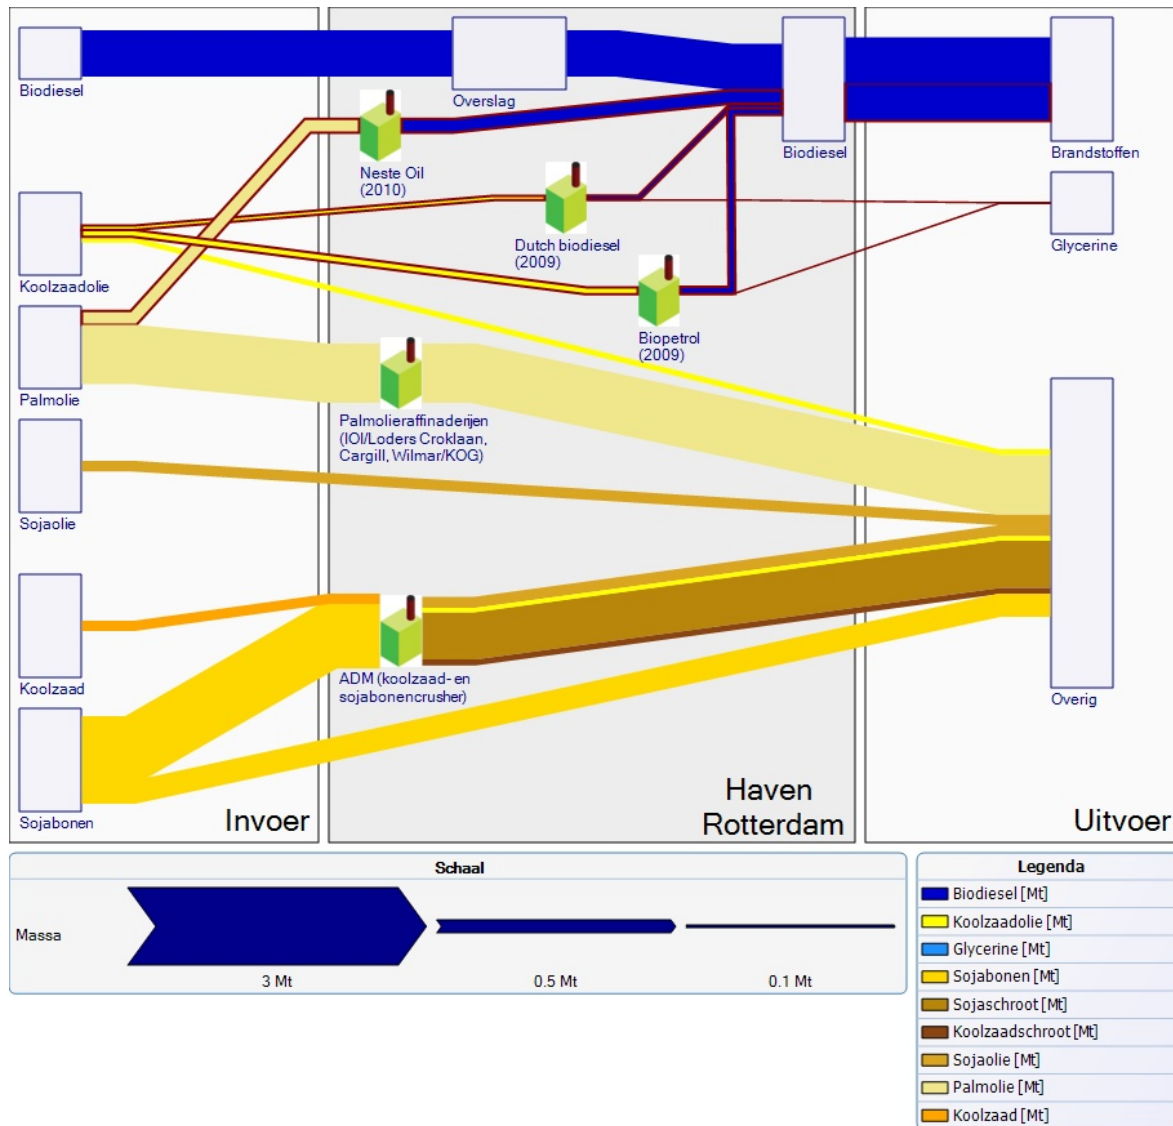 Biodiesel
Overslag
Biodiesel
Brandstoffen
Neste Oil
(2010)
Koolzaadolie
Dutch biodiesel
(2009)
Glycerine
Biopetrol
(2009)
Palmolie
Palmolieraffinaderijen
(IOI/Loders Croklaan,
Cargill, Wilmar/KOG)
Sojaolie
Koolzaad
ADM (koolzaad- en
sojabonencrusher)
Overig
Sojabonen
Invoer
Haven
Rotterdam
Uitvoer
Schaal
Massa
3 Mt
0.5 Mt
0.1 Mt
Legenda
Biodiesel [Mt]
Koolzaadolie [Mt]
Glycerine [Mt]
Sojabonen [Mt]
Sojaschroot [Mt]
Koolzaadschroot [Mt]
Sojaolie [Mt]
Palmolie [Mt]
Koolzaad [Mt]